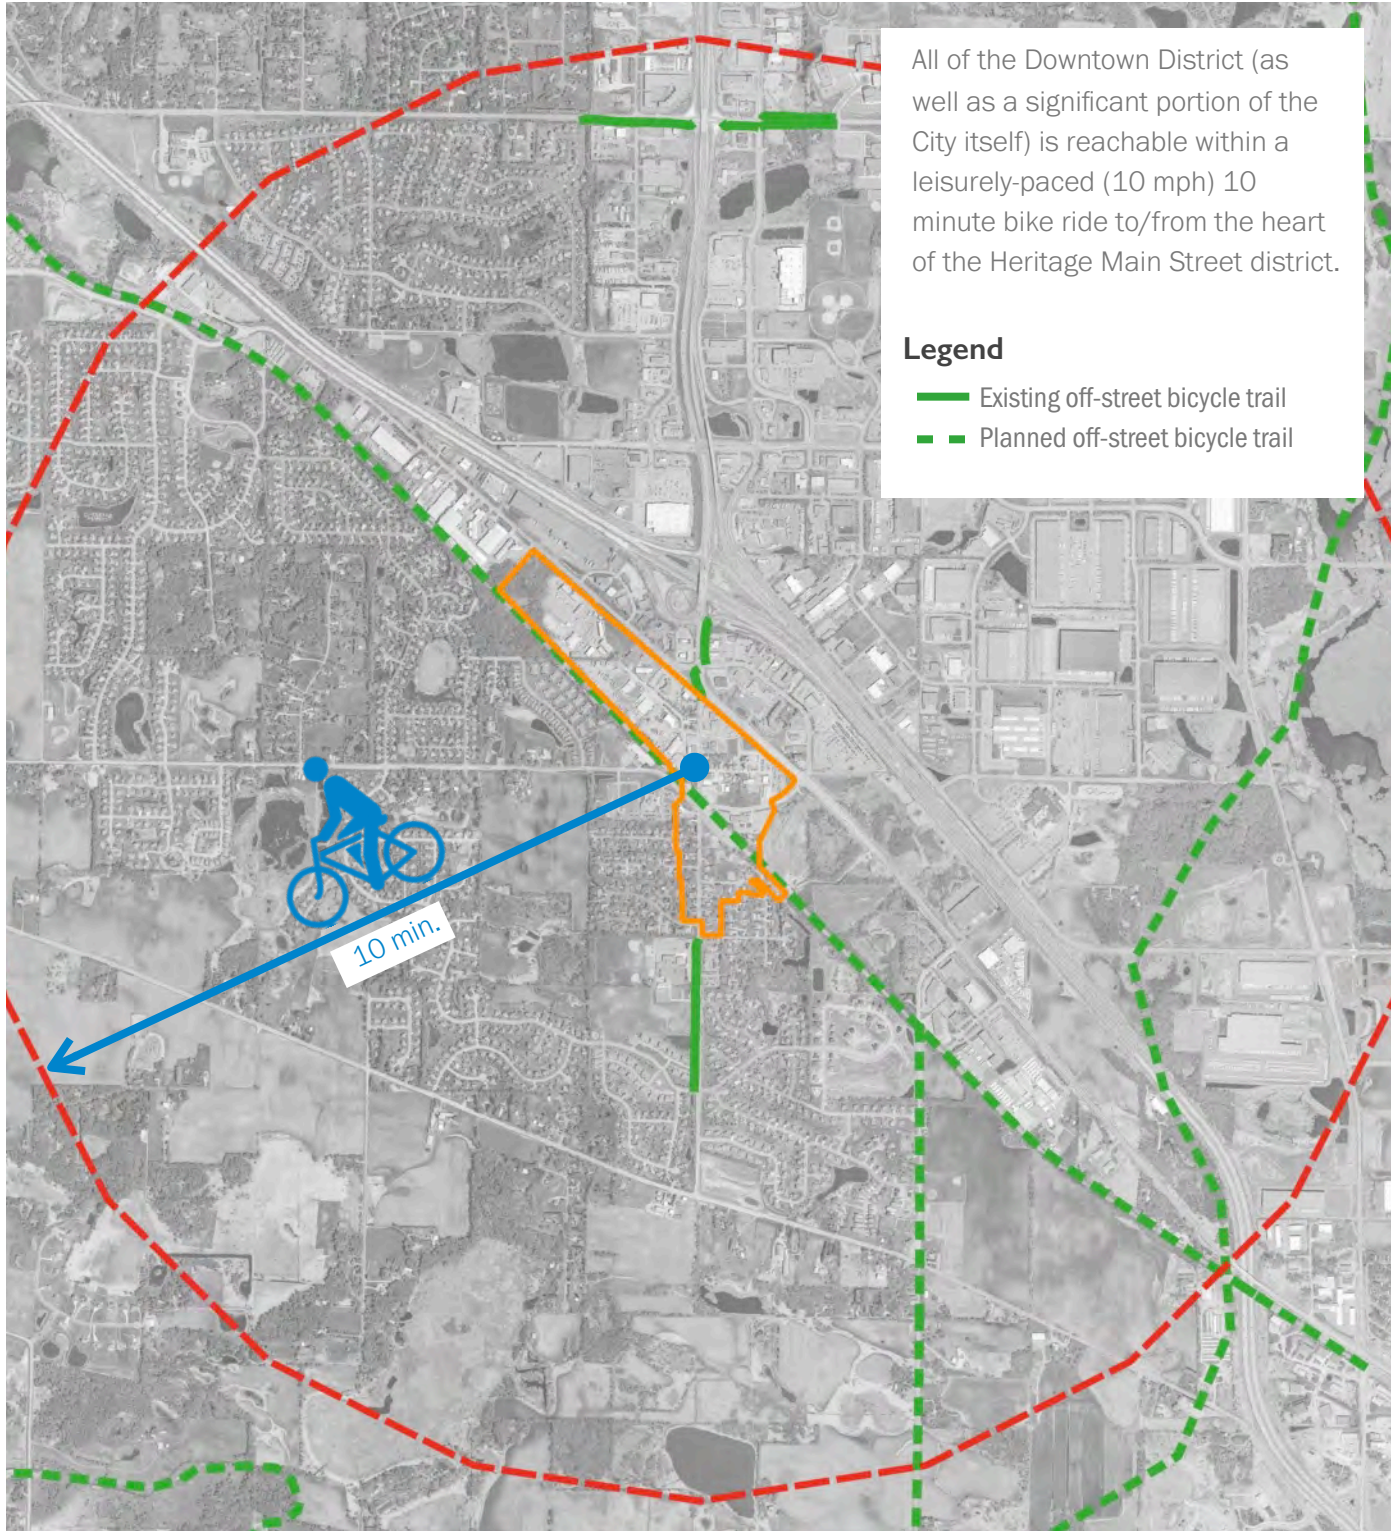 All of the Downtown District (as
well as a significant portion of the
City itself) is reachable within a
leisurely-paced (10 mph) 10
minute bike ride to/from the heart
of the Heritage Main Street district.
Legend
Existing off-street bicycle trail
Planned off-street bicycle trail
10 min.